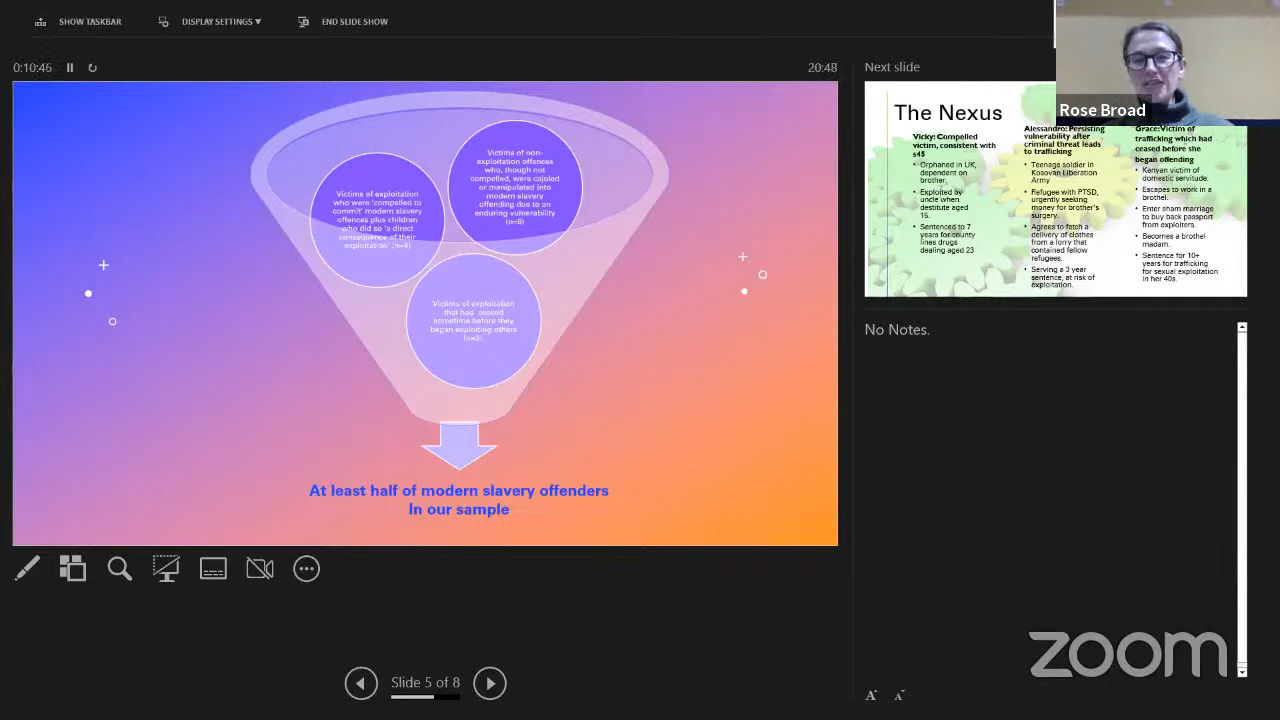 SHOW TASKBAR
DISPLAY SETTINGS ▼
END SLIDE SHOW
0:10:46
20:48
Next slide
Rose Broad
Victims of exploitation
who were 'compelled to
commit' modern slavery
offences plus children
who did so 'a direct
consequence of their
exploitation' (n=4)
Victims of non-
exploitation offences
who, though not
compelled, were cajoled
or manipulated into
modern slavery
offending due to an
enduring vulnerability
(n=8)
Victims of exploitation
that had ceased
sometime before they
began exploiting others
At least half of modern slavery offenders
In our sample
The Nexus
Vicky: Compelled
victim, consistent with
s45
• Orphaned in UK,
dependent on
brother.
• Exploited by
uncle when
destitute aged
15.
• Sentenced to 7
years for county
lines drugs
dealing aged 23
Alessandro: Persisting
vulnerability after
criminal threat leads
to trafficking
• Teenage soldier in
Kosovan Liberation
Army
• Refugee with PTSD,
urgently seeking
money for brother's
surgery.
• Agrees to fetch a
delivery of clothes
from a lorry that
contained fellow
refugees.
• Serving a 3 year
sentence, at risk of
exploitation.
Grace: Victim of
trafficking which had
ceased before she
began offending
• Kenyan victim of
domestic servitude.
• Escapes to work in a
brothel.
• Enter sham marriage
to buy back passport
from exploiters.
• Becomes a brothel
madam.
• Sentence for 10+
years for trafficking
for sexual exploitation
in her 40s.
No Notes.
Slide 5 of 8
A A
zoom